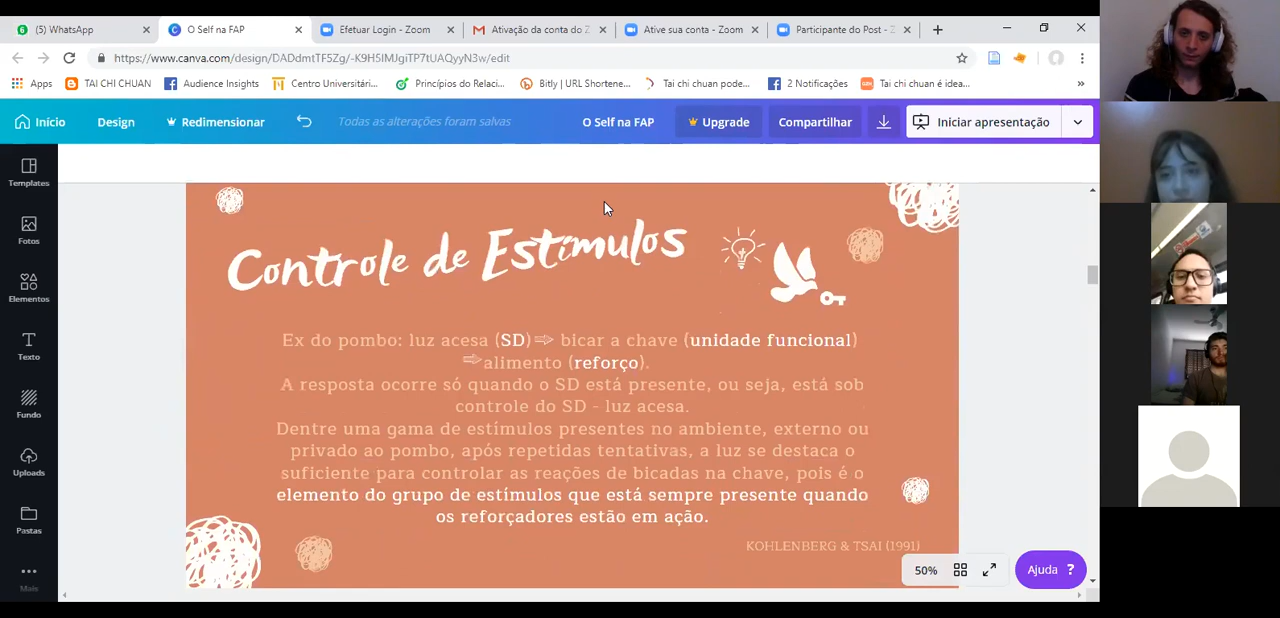 (5) WhatsApp
O Self na FAP
Efetuar Login - Zoom
Ativação da conta do Z
Ative sua conta - Zoom
Participante do Post - Z
https://www.canva.com/design/DADdmtTF5Zg/-K9H5IMJgiTP7tUAQyyN3w/edit
Apps
TAI CHI CHUAN
Audience Insights
Centro Universitári...
Princípios do Relaci...
Bitly | URL Shortene...
Tai chi chuan pode...
2 Notificações
Tai chi chuan é idea...
»
Início
Design
Redimensionar
Todas as alterações foram salvas
O Self na FAP
Upgrade
Compartilhar
Iniciar apresentação
Templates
Fotos
Elementos
Texto
Fundo
Uploads
Pastas
Mais
Controle de Estímulos
Ex do pombo: luz acesa (SD) ⇨ bicar a chave (unidade funcional)
⇨alimento (reforço).
A resposta ocorre só quando o SD está presente, ou seja, está sob
controle do SD - luz acesa.
Dentre uma gama de estímulos presentes no ambiente, externo ou
privado ao pombo, após repetidas tentativas, a luz se destaca o
suficiente para controlar as reações de bicadas na chave, pois é o
elemento do grupo de estímulos que está sempre presente quando
os reforçadores estão em ação.
KOHLENBERG & TSAI (1991)
50%
Ajuda ?